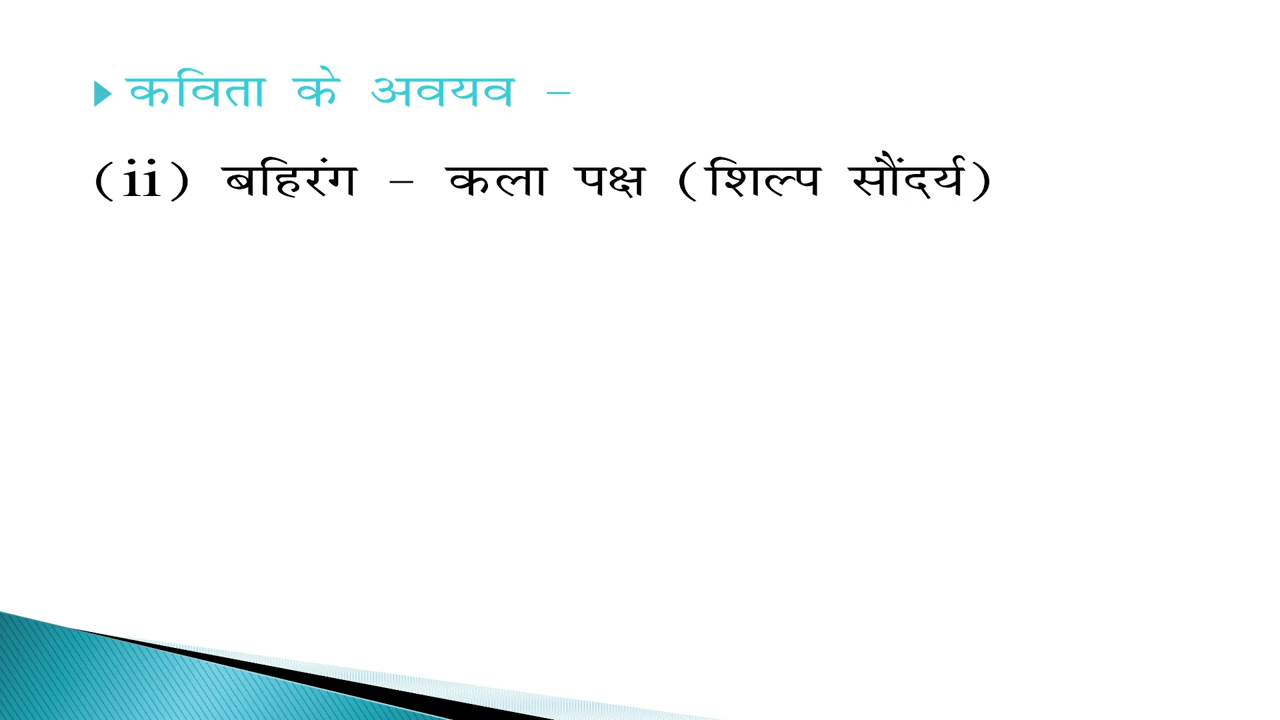 कविता के अवयव –
(ii) बहिरंग – कला पक्ष (शिल्प सौंदर्य)